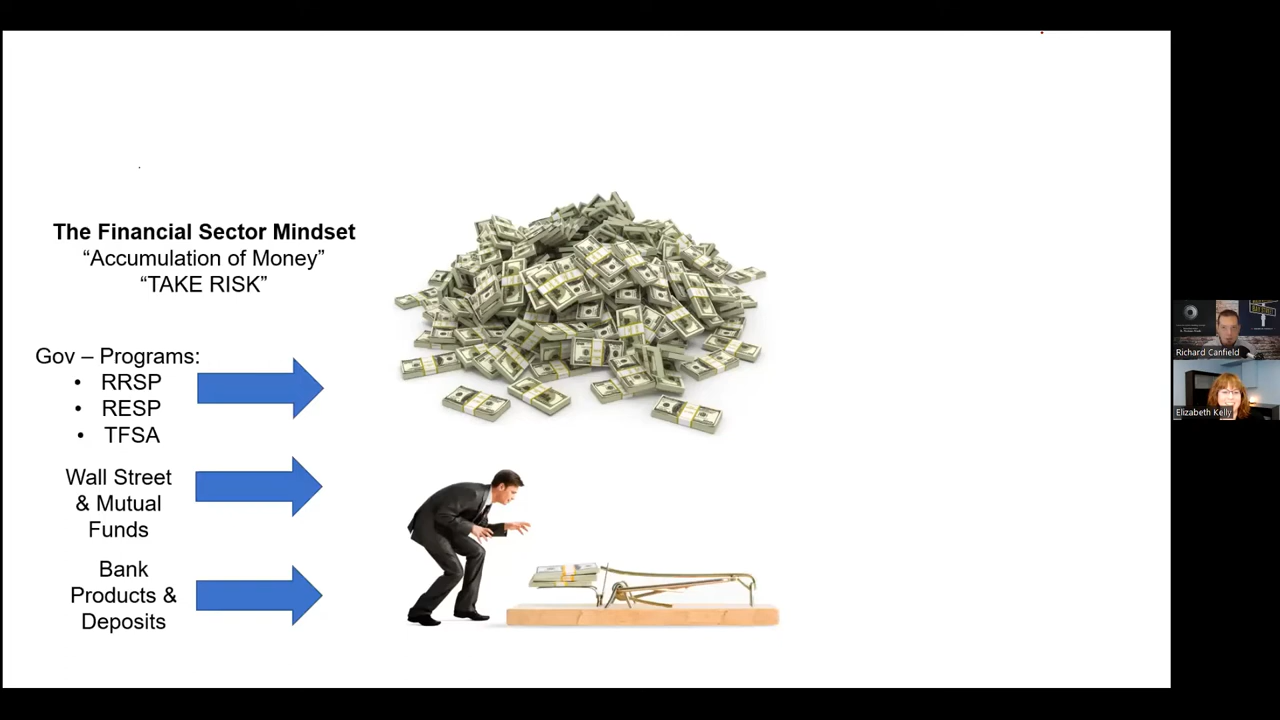 The Financial Sector Mindset
“Accumulation of Money”
“TAKE RISK”
Gov – Programs:
• RRSP
• RESP
• TFSA
Wall Street
& Mutual
Funds
Bank
Products &
Deposits
Richard Canfield
Elizabeth Kelly